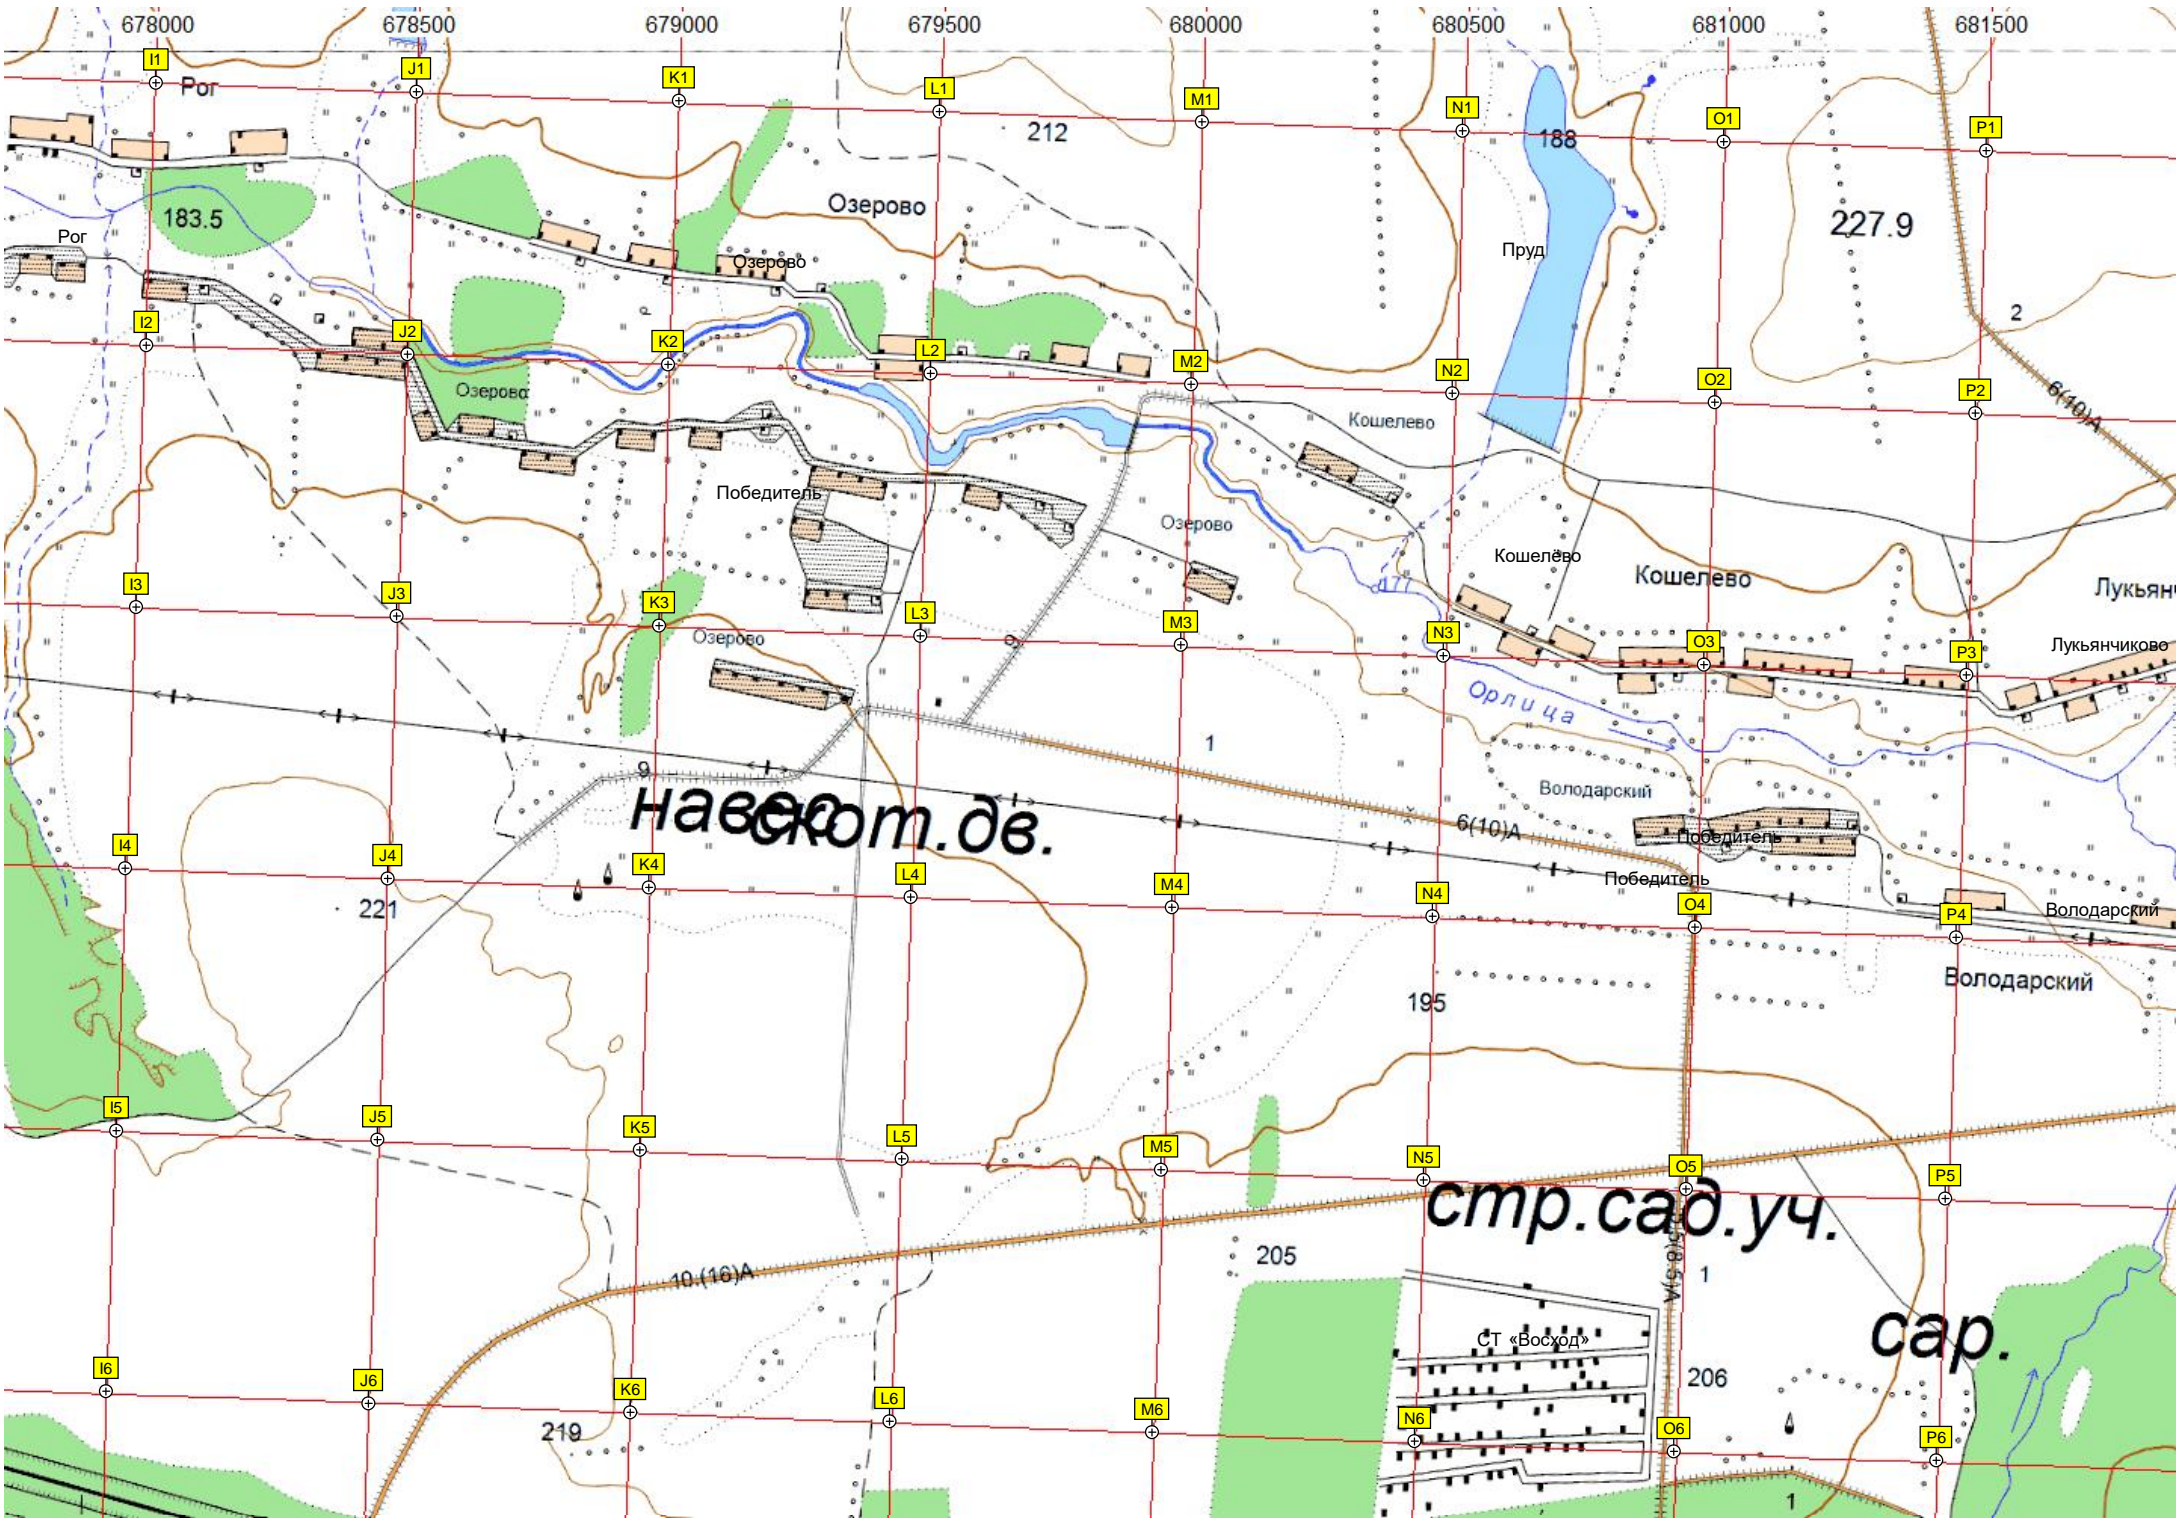 678000 678500 679000 679500 680000 680500 681000 681500
I1 J1 K1 L1 M1 N1 O1 P1
Рог
212
188
183.5
Озерово
227.9
Рог
Озерово
Пруд
2
I2 J2 K2 L2 M2 N2 O2 P2
6(10)А
Озерово
Кошелево
Победитель
Озерово
Кошелево
Кошелево
177
Лукьян
I3 J3 K3 L3 M3 N3 O3 P3
Озерово
9
Лукьянчиково
Орлица
1
9
Володарский
навес
скот.дв.
6(10)А
Победитель
Победитель
I4 J4 K4 L4 M4 N4 O4 P4
221
Володарский
Володарский
195
I5 J5 K5 L5 M5 N5 O5 P5
стр.сад.уч.
205
10.(16)А
1
сар.
СТ «Восход»
206
I6 J6 K6 L6 M6 N6 O6 P6
219
1